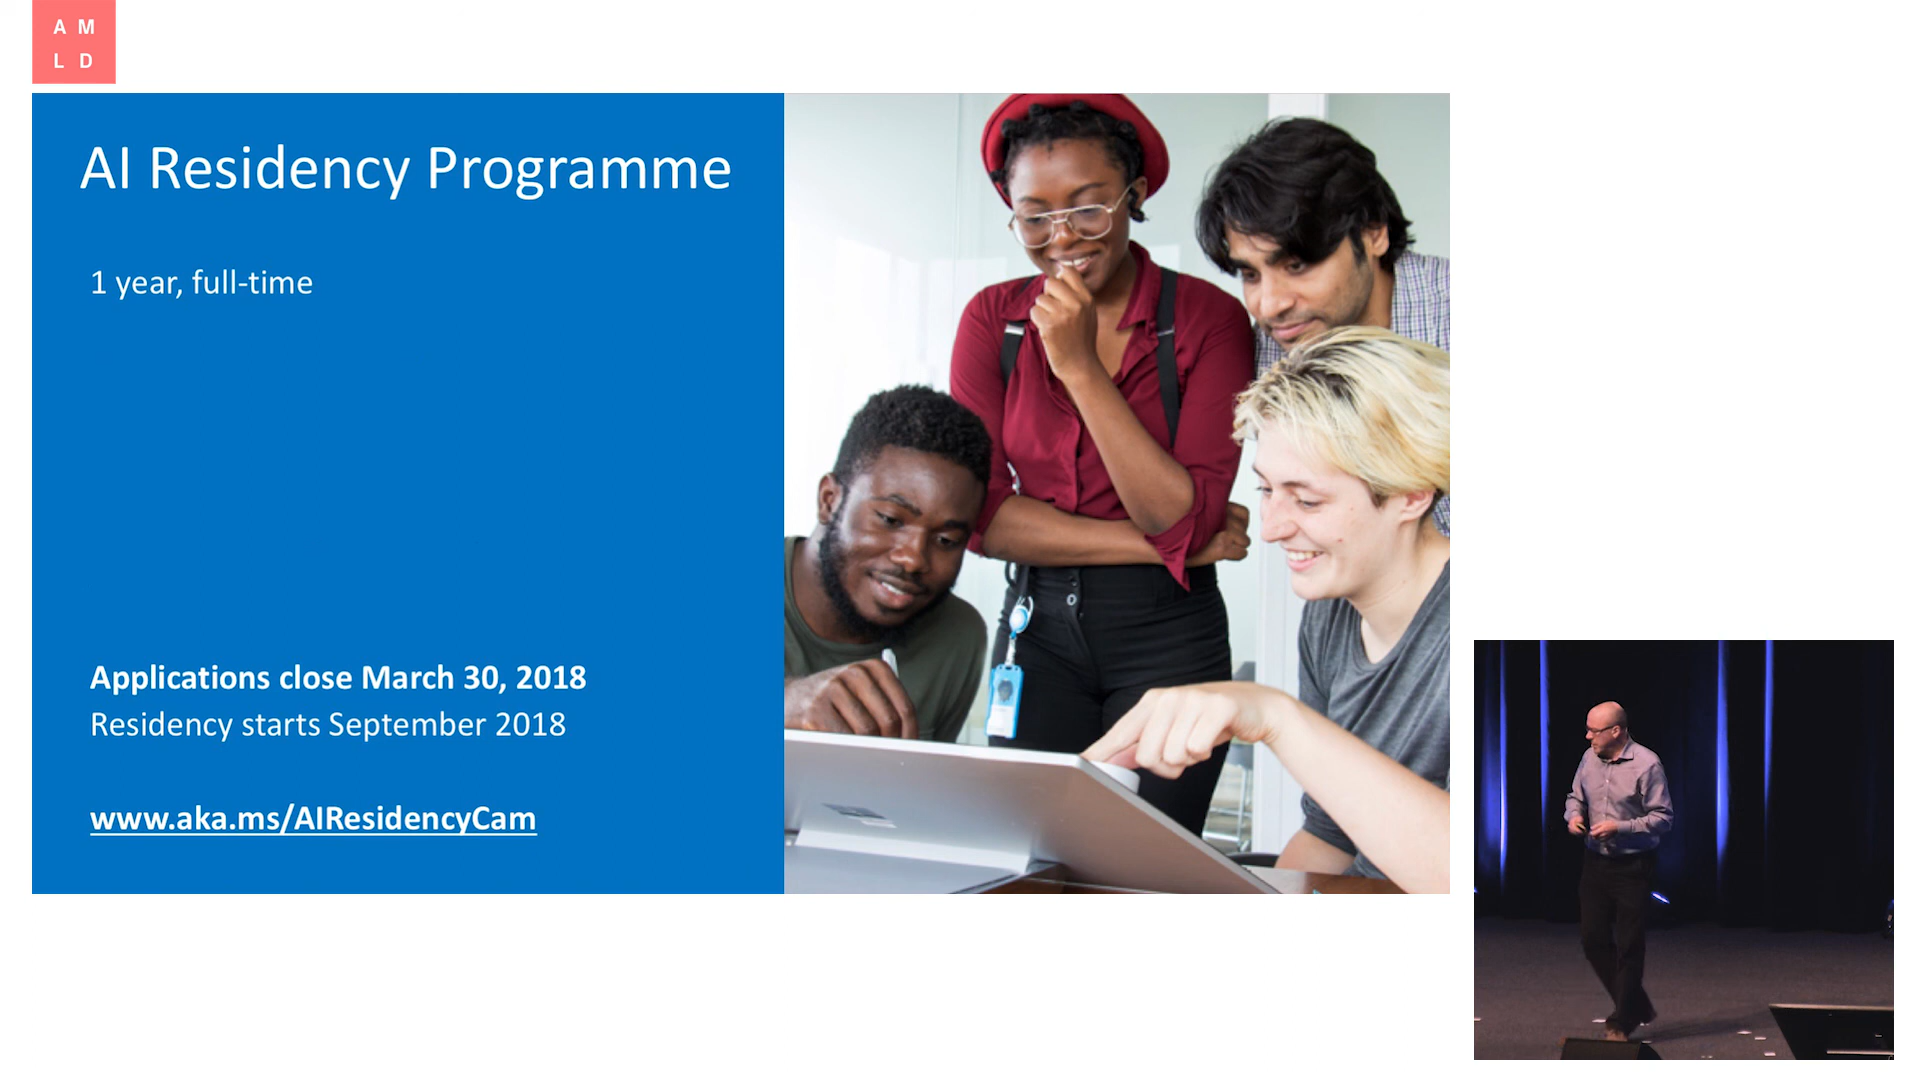 A M
L D
AI Residency Programme
1 year, full-time
Applications close March 30, 2018
Residency starts September 2018
www.aka.ms/AIResidencyCam